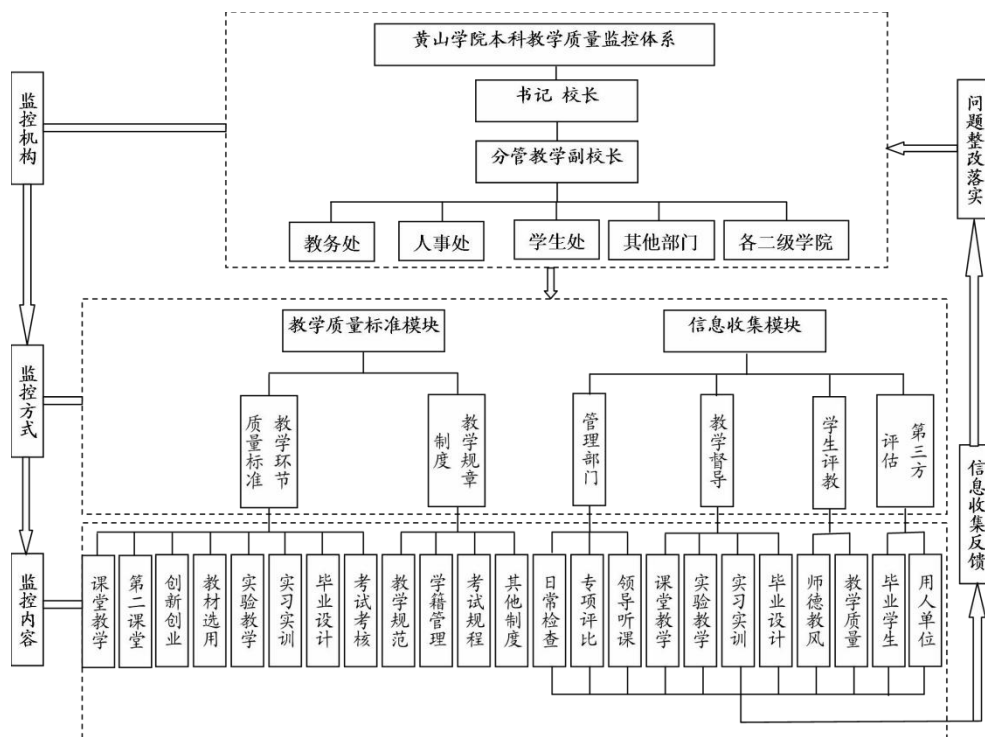 黄山学院本科教学质量监控体系
监控机构
书记 校长
问题整改落实
分管教学副校长
教务处
人事处
学生处
其他部门
各二级学院
教学质量标准模块
信息收集模块
监控方式
教学环节
质量标准
教学规章
制度
管理部门
教学督导
学生评教
第三方
评估
信息收集反馈
监控内容
课堂教学
第二课堂
创新创业
教材选用
实验教学
实习实训
毕业设计
考试考核
教学规范
学籍管理
考试规程
其他制度
日常检查
专项评比
领导听课
课堂教学
实验教学
实习实训
毕业设计
师德教风
教学质量
毕业学生
用人单位